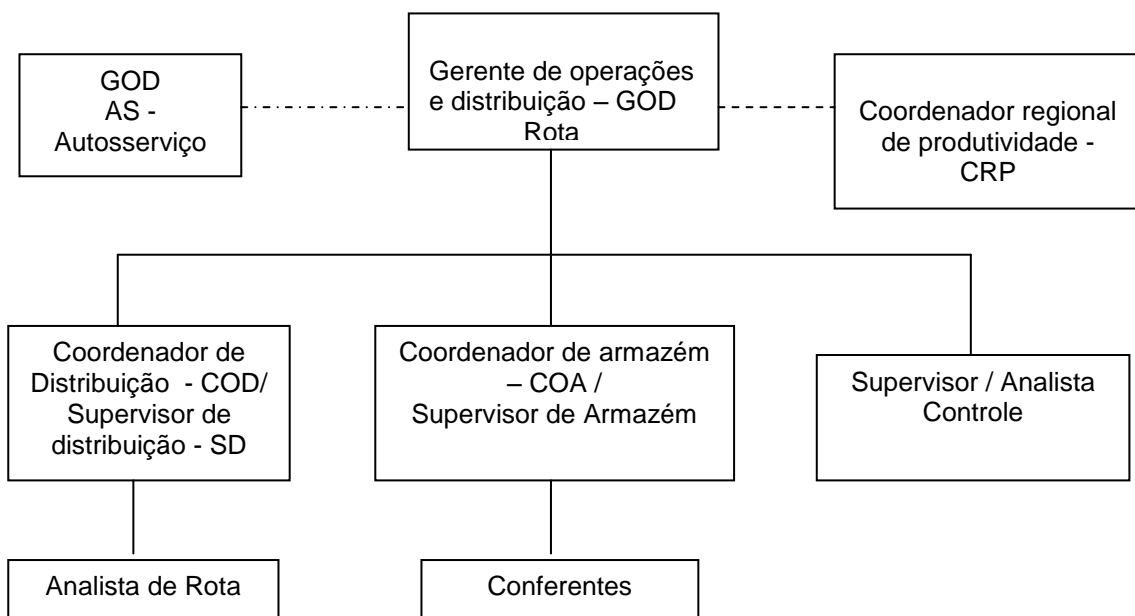 GOD
AS -
Autosserviço
Gerente de operações
e distribuição – GOD
Rota
Coordenador regional
de produtividade -
CRP
Coordenador de
Distribuição - COD/
Supervisor de
distribuição - SD
Coordenador de armazém
– COA /
Supervisor de Armazém
Supervisor / Analista
Controle
Analista de Rota
Conferentes